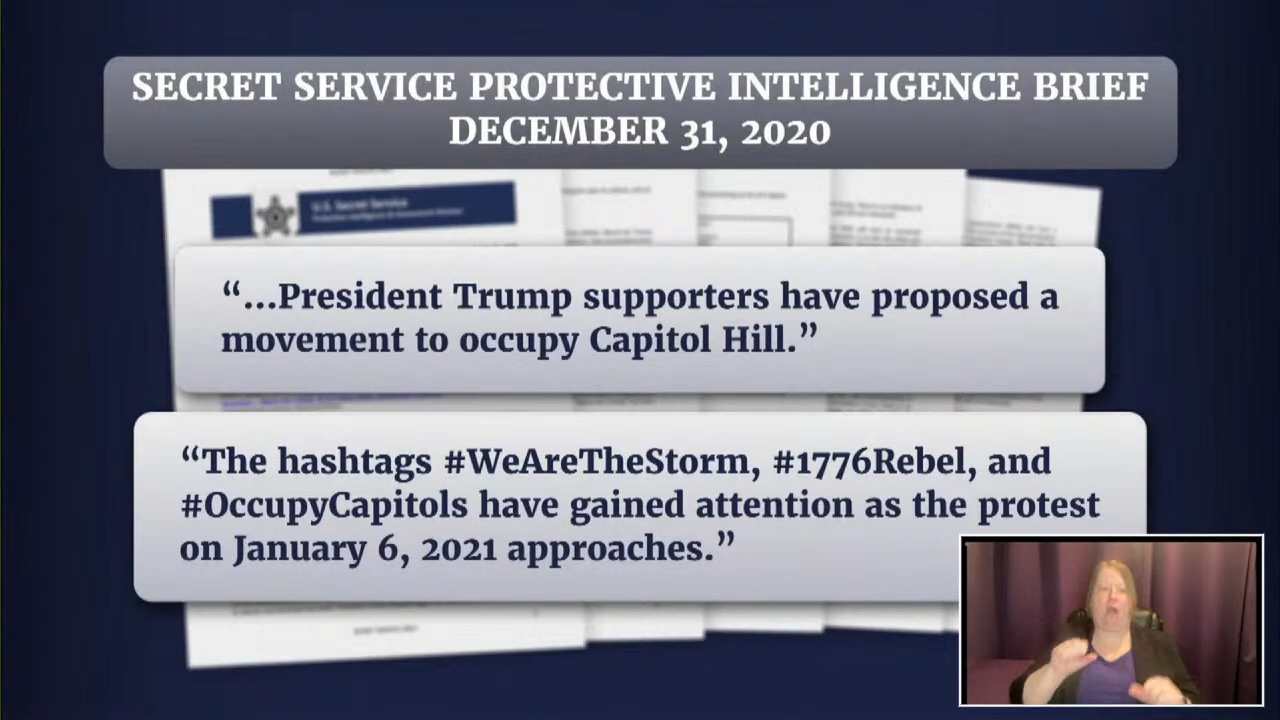 SECRET SERVICE PROTECTIVE INTELLIGENCE BRIEF
DECEMBER 31, 2020
U.S. Secret Service
“...President Trump supporters have proposed a
movement to occupy Capitol Hill.”
“The hashtags #WeAreTheStorm, #1776Rebel, and
#OccupyCapitols have gained attention as the protest
on January 6, 2021 approaches.”